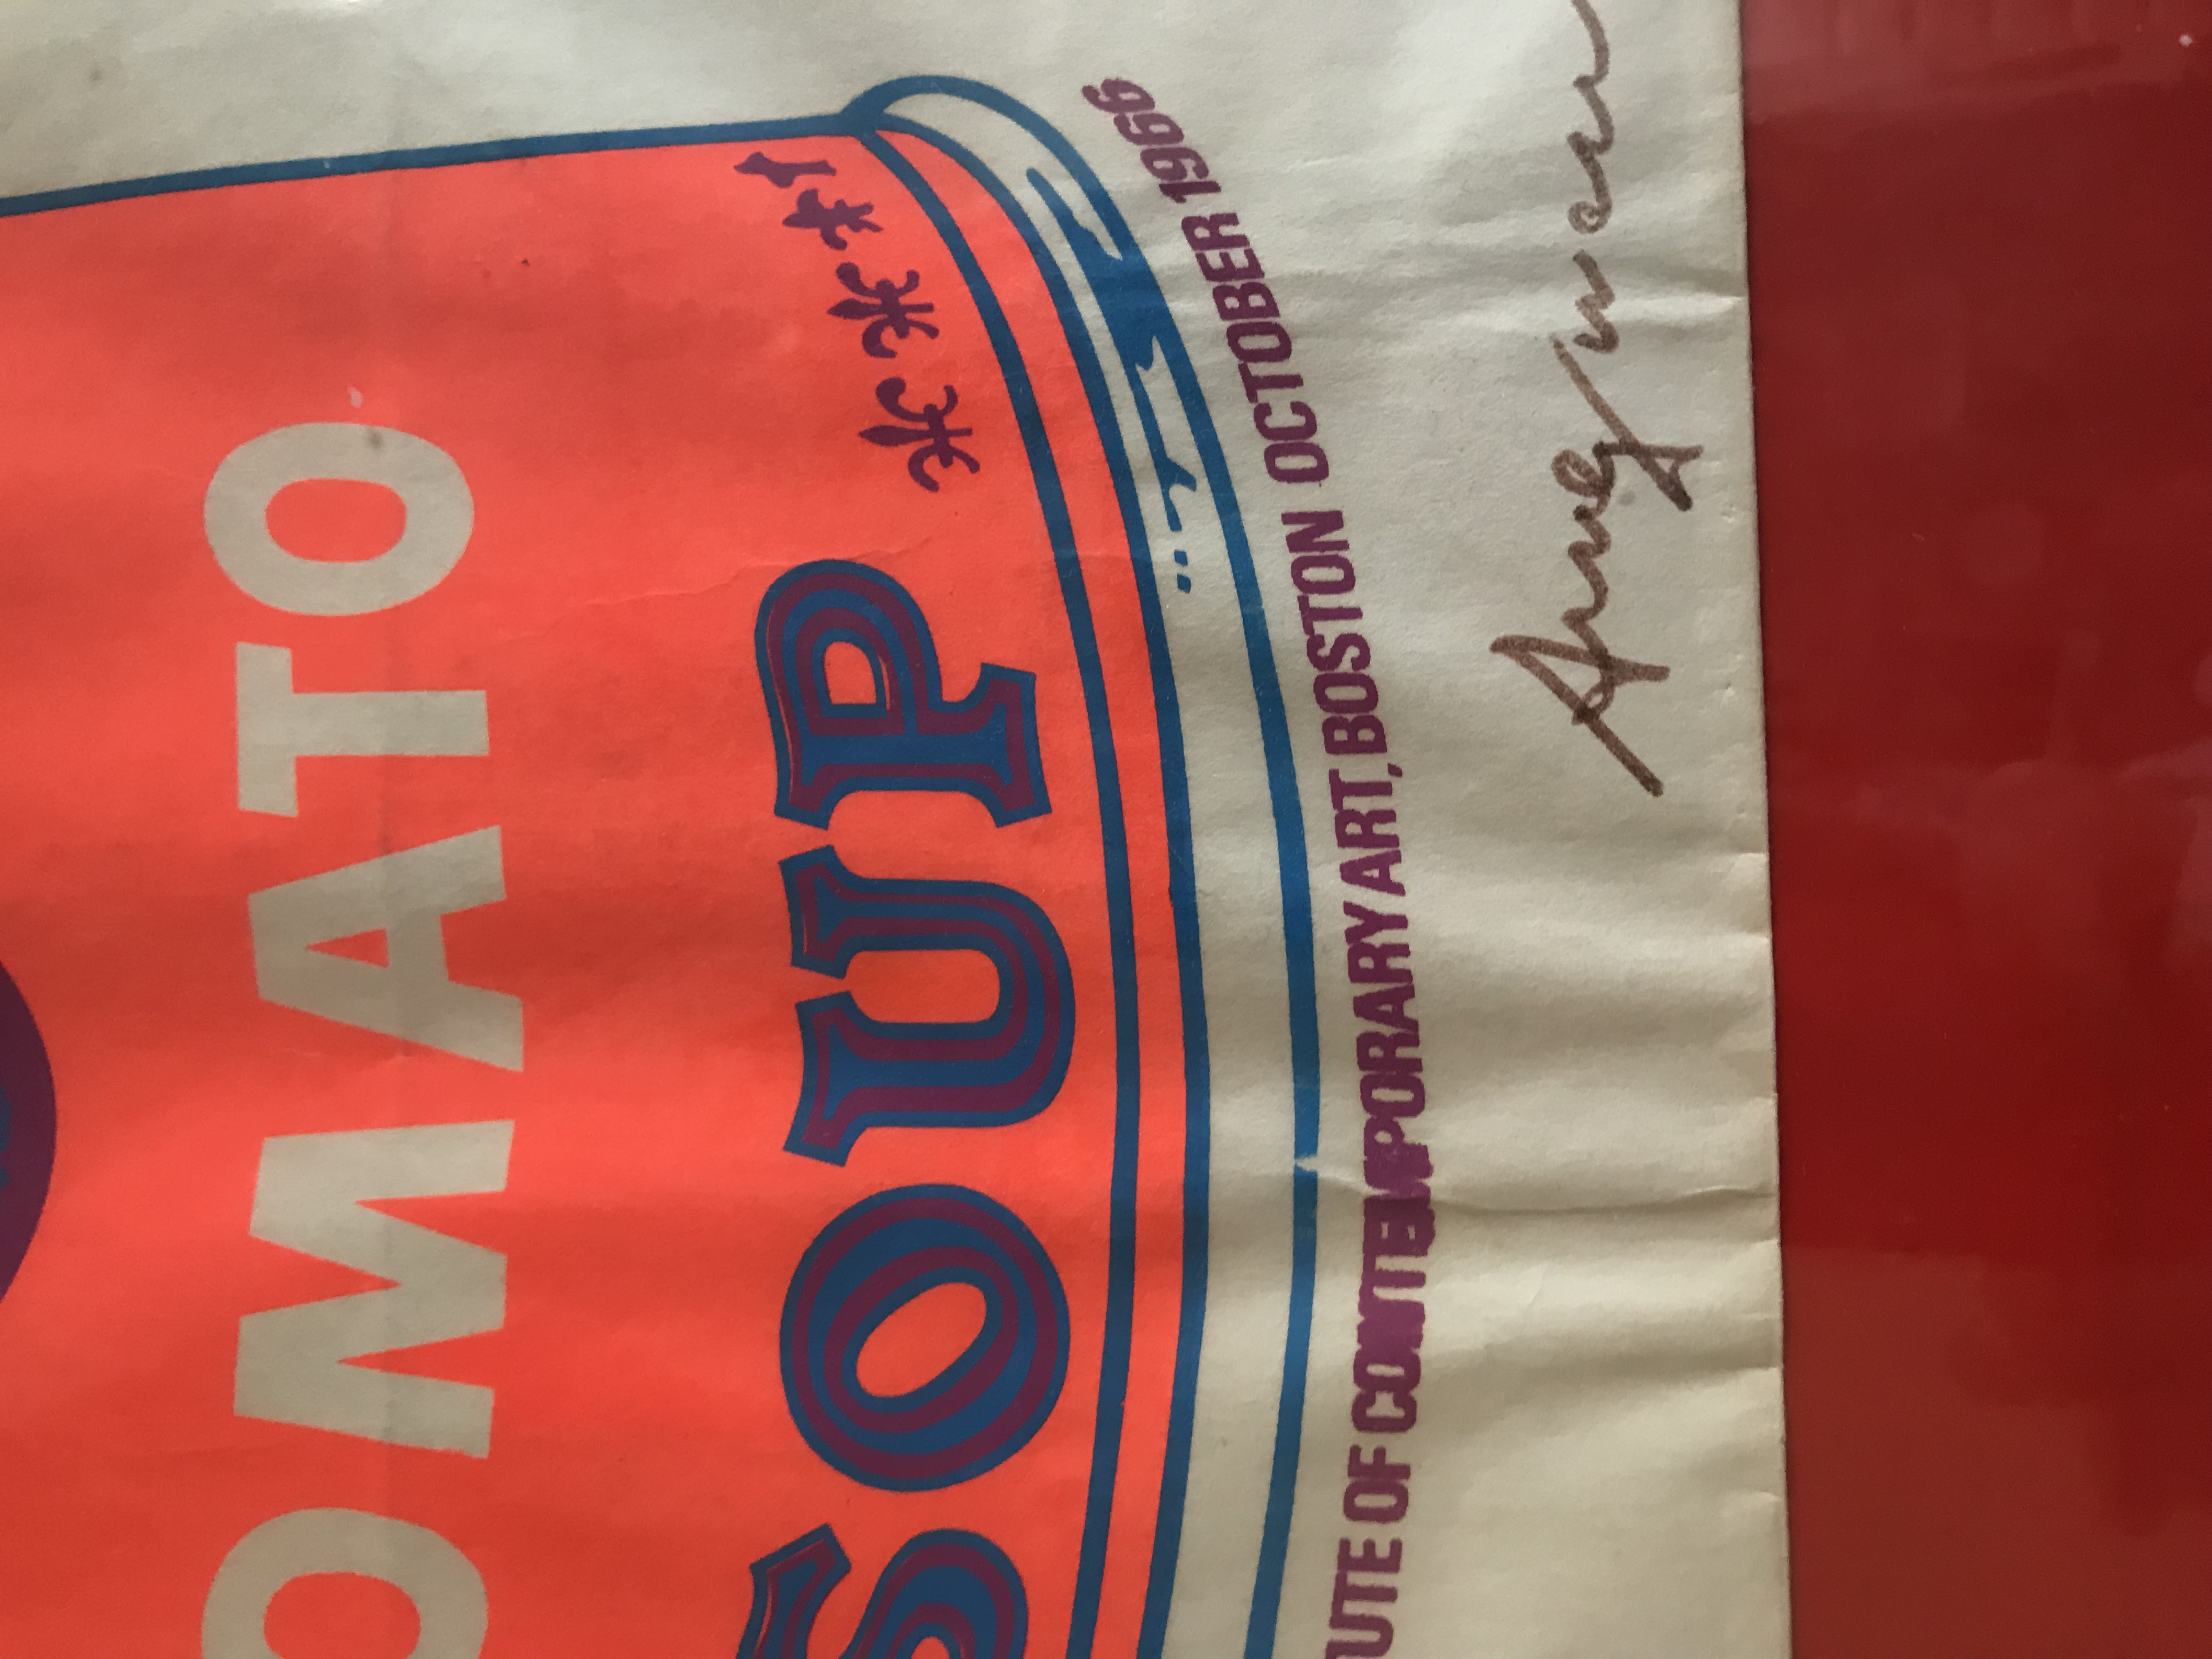 OMATO
SOUP
UTE OF CONTEMPORARY ART, BOSTON OCTOBER 1966